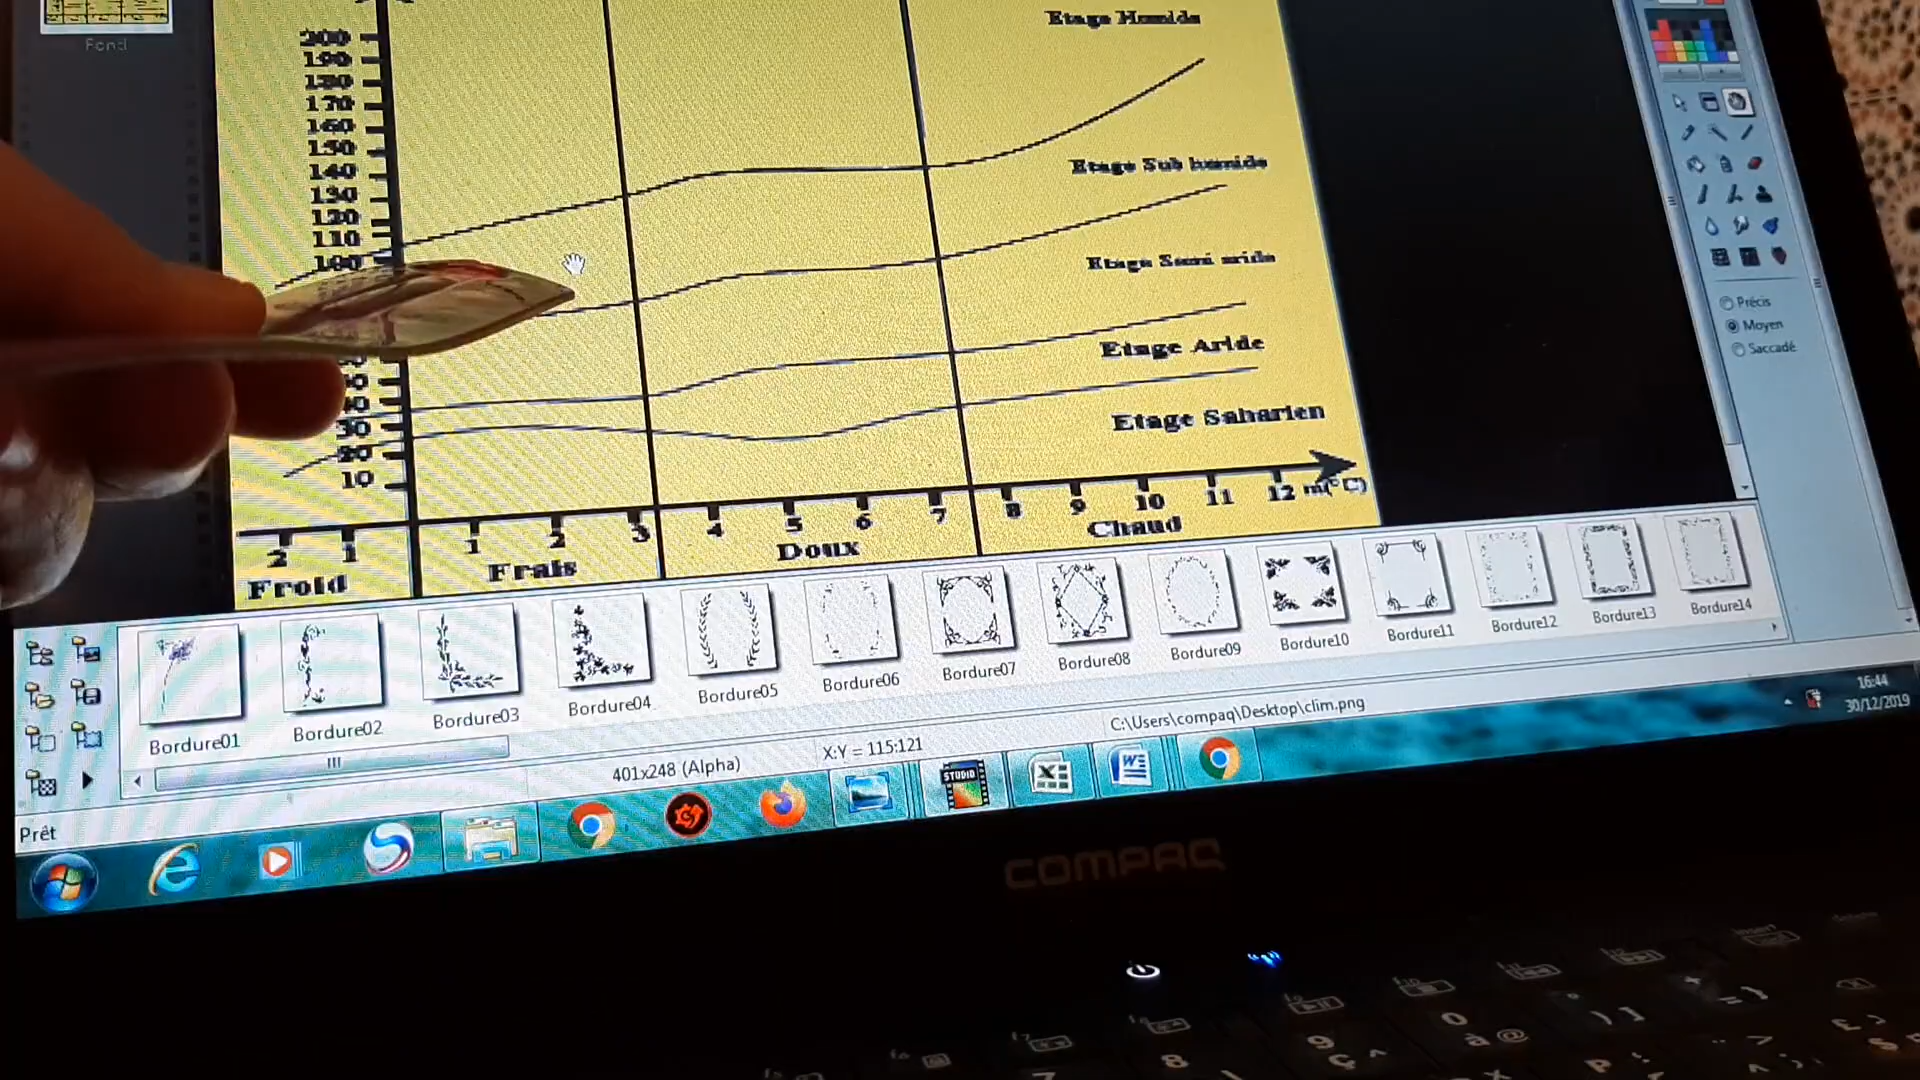 Fond
Etage Humide
200
190
180
170
160
150
140
130
120
110
100
Etage Sub humide
Etage Semi aride
Etage Aride
Etage Saharien
30
20
10
2 1 1 2 3 4 5 6 7 8 9 10 11 12 m(°C)
Froid Frais Doux Chaud
Précis
Moyen
Saccadé
Bordure01 Bordure02 Bordure03 Bordure04 Bordure05 Bordure06 Bordure07 Bordure08 Bordure09 Bordure10 Bordure11 Bordure12 Bordure13 Bordure14
Prêt
401x248 (Alpha)
X:Y = 115:121
C:\Users\compaq\Desktop\clim.png
STUDIO
16:44
30/12/2019
COMPAQ